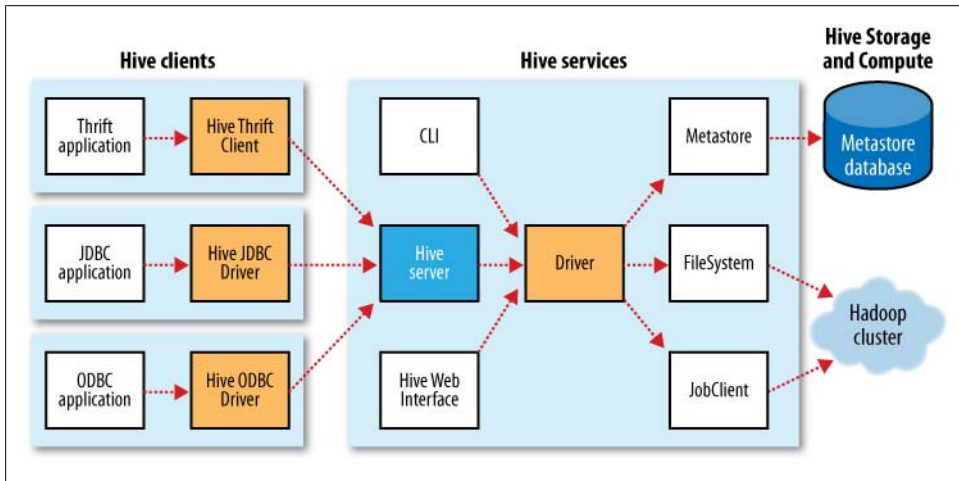 Hive clients
Thrift
application
Hive Thrift
Client
JDBC
application
Hive JDBC
Driver
ODBC
application
Hive ODBC
Driver
Hive services
CLI
Hive
server
Hive Web
Interface
Driver
Metastore
FileSystem
JobClient
Hive Storage
and Compute
Metastore
database
Hadoop
cluster